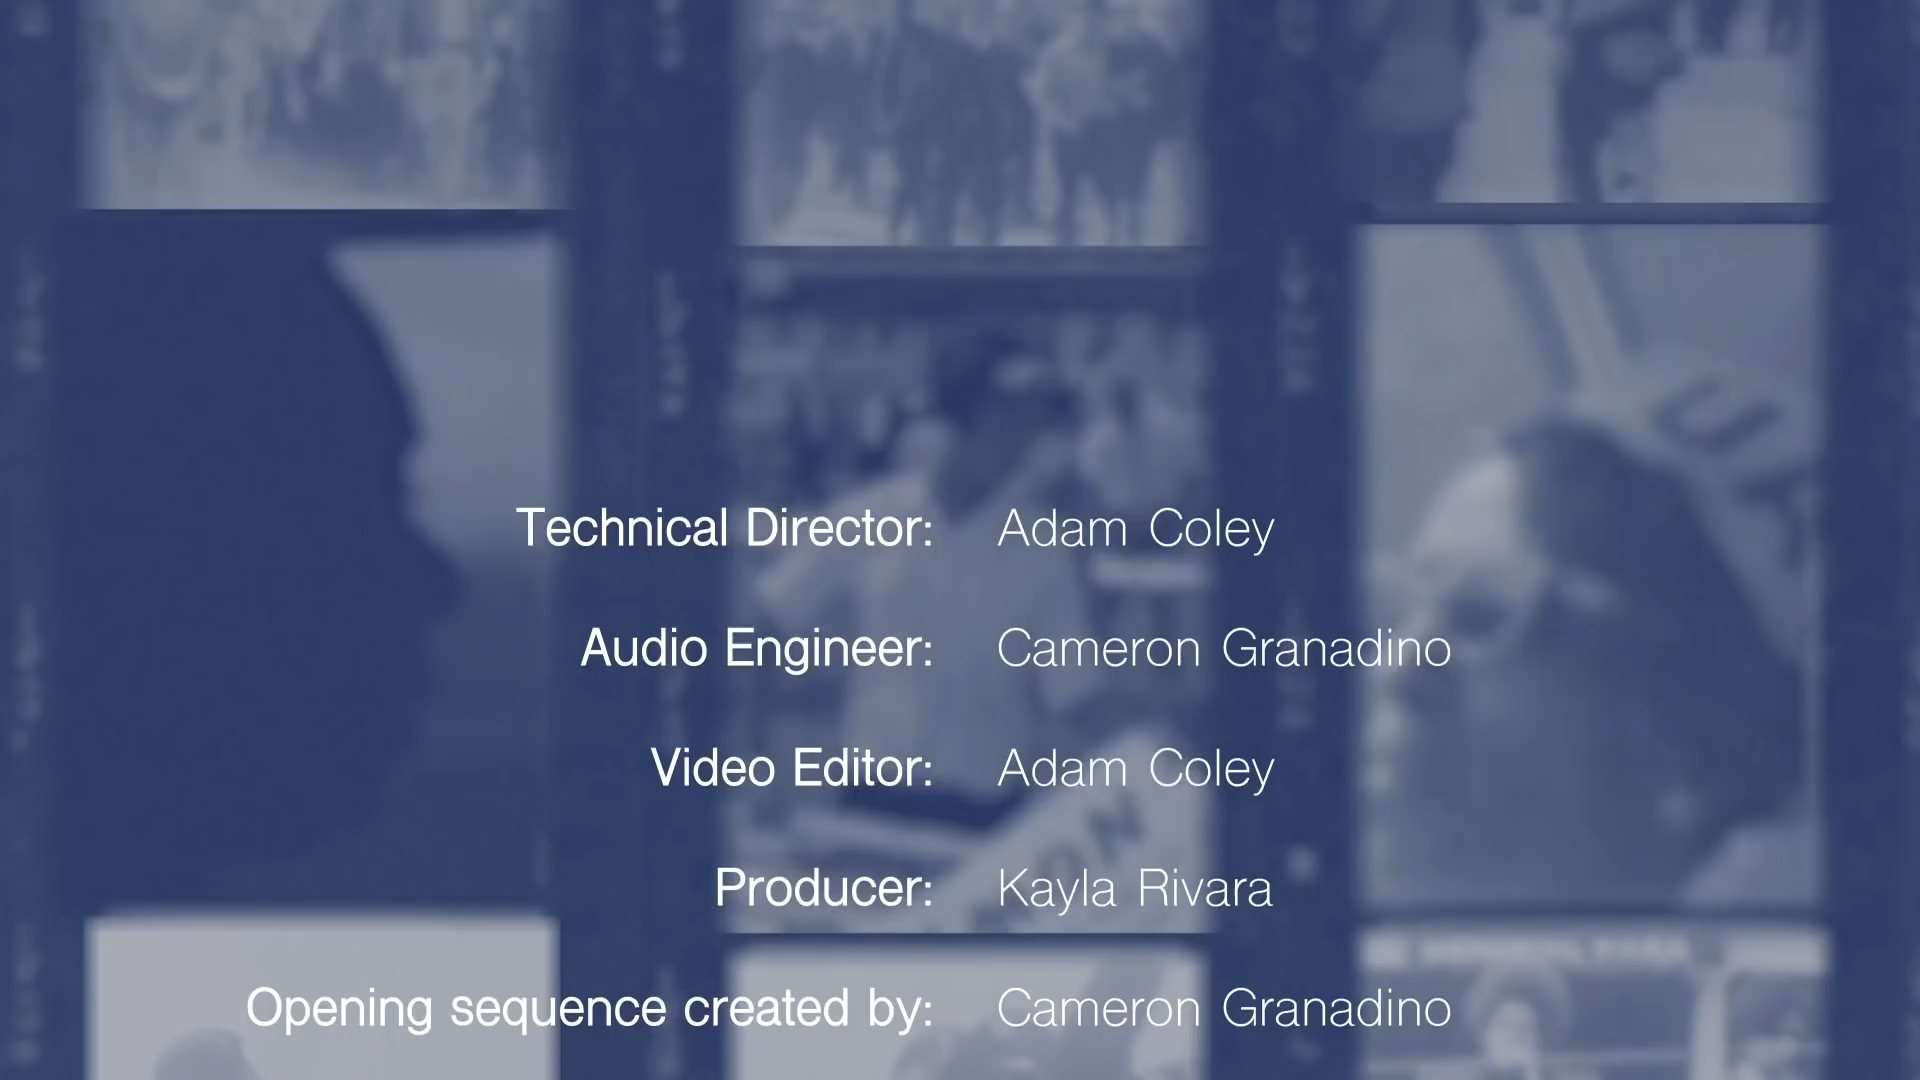 Technical Director: Adam Coley
Audio Engineer: Cameron Granadino
Video Editor: Adam Coley
Producer: Kayla Rivara
Opening sequence created by: Cameron Granadino